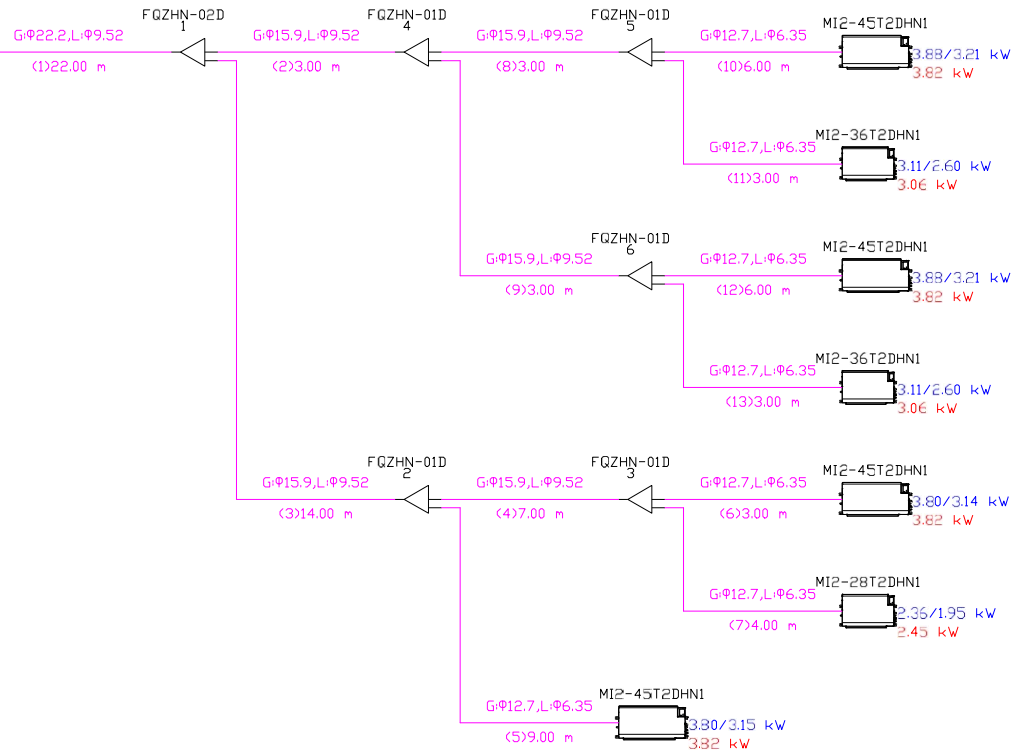 FQZHN-02D
1
FQZHN-01D
4
FQZHN-01D
5
MI2-45T2DHN1
G:Φ22.2,L:Φ9.52
(1)22.00 m
G:Φ15.9,L:Φ9.52
(2)3.00 m
G:Φ15.9,L:Φ9.52
(8)3.00 m
G:Φ12.7,L:Φ6.35
(10)6.00 m
3.88/3.21 kW
3.82 kW
MI2-36T2DHN1
G:Φ12.7,L:Φ6.35
(11)3.00 m
3.11/2.60 kW
3.06 kW
FQZHN-01D
6
MI2-45T2DHN1
G:Φ15.9,L:Φ9.52
(9)3.00 m
G:Φ12.7,L:Φ6.35
(12)6.00 m
3.88/3.21 kW
3.82 kW
MI2-36T2DHN1
G:Φ12.7,L:Φ6.35
(13)3.00 m
3.11/2.60 kW
3.06 kW
FQZHN-01D
2
FQZHN-01D
3
MI2-45T2DHN1
G:Φ15.9,L:Φ9.52
(3)14.00 m
G:Φ15.9,L:Φ9.52
(4)7.00 m
G:Φ12.7,L:Φ6.35
(6)3.00 m
3.80/3.14 kW
3.82 kW
MI2-28T2DHN1
G:Φ12.7,L:Φ6.35
(7)4.00 m
2.36/1.95 kW
2.45 kW
MI2-45T2DHN1
G:Φ12.7,L:Φ6.35
(5)9.00 m
3.80/3.15 kW
3.82 kW